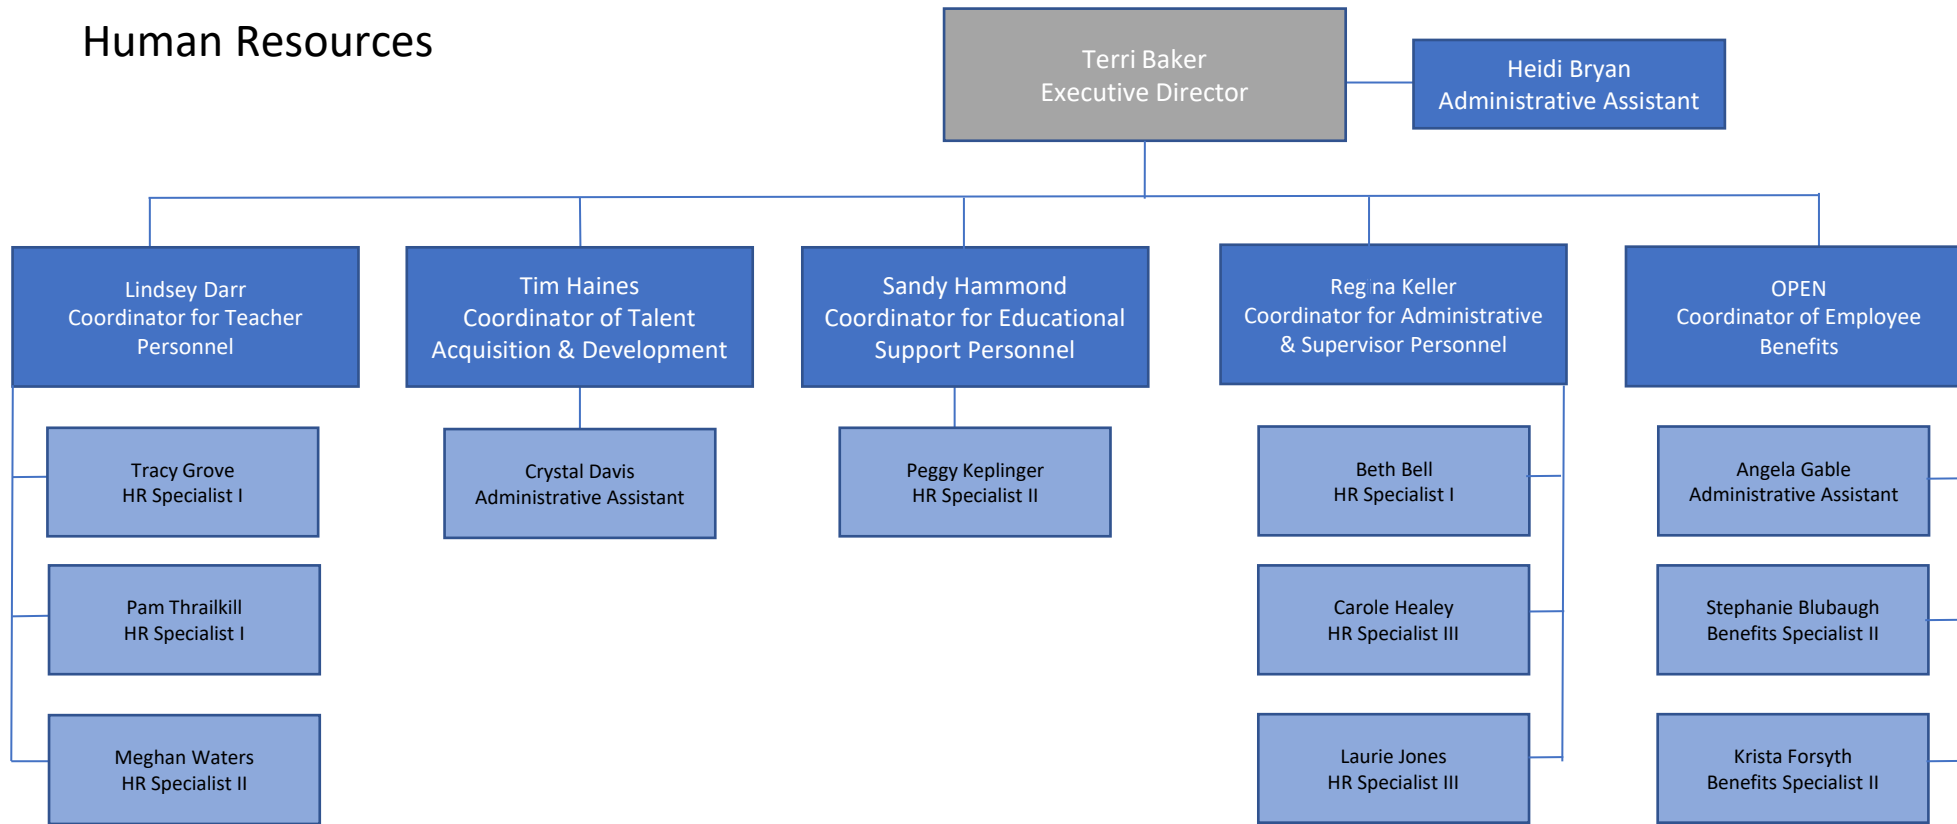 Human Resources
Terri Baker
Executive Director
Heidi Bryan
Administrative Assistant
Lindsey Darr
Coordinator for Teacher
Personnel
Tim Haines
Coordinator of Talent
Acquisition & Development
Sandy Hammond
Coordinator for Educational
Support Personnel
Regina Keller
Coordinator for Administrative
& Supervisor Personnel
OPEN
Coordinator of Employee
Benefits
Tracy Grove
HR Specialist I
Crystal Davis
Administrative Assistant
Peggy Keplinger
HR Specialist II
Beth Bell
HR Specialist I
Angela Gable
Administrative Assistant
Pam Thrailkill
HR Specialist I
Carole Healey
HR Specialist III
Stephanie Blubaugh
Benefits Specialist II
Meghan Waters
HR Specialist II
Laurie Jones
HR Specialist III
Krista Forsyth
Benefits Specialist II